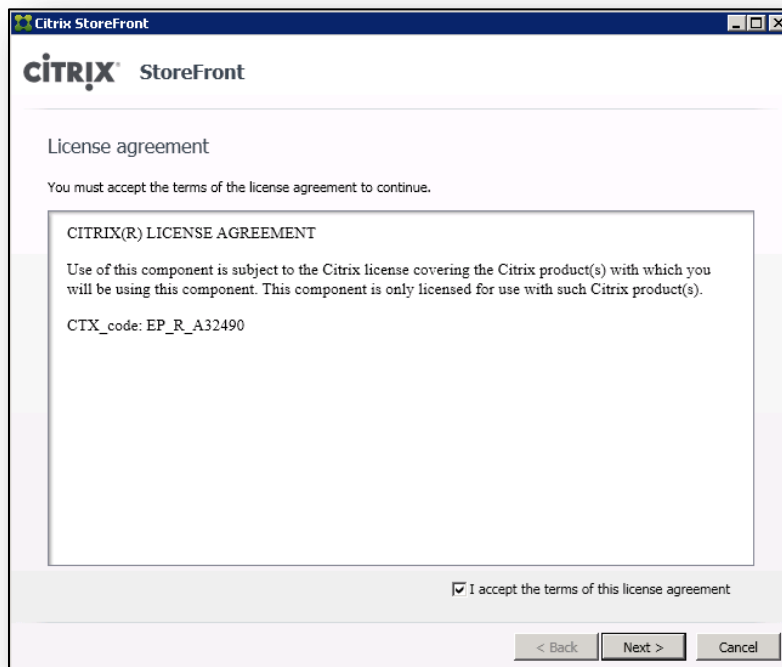 Citrix StoreFront
CİTRIX StoreFront
License agreement
You must accept the terms of the license agreement to continue.
CITRIX(R) LICENSE AGREEMENT
Use of this component is subject to the Citrix license covering the Citrix product(s) with which you
will be using this component. This component is only licensed for use with such Citrix product(s).
CTX_code: EP_R_A32490
I accept the terms of this license agreement
< Back Next > Cancel